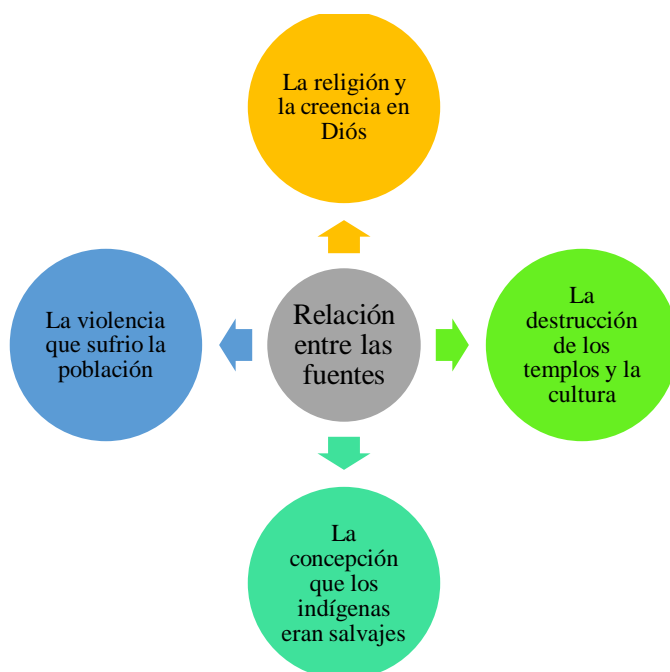 La religión y
la creencia en
Diós
La violencia
que sufrio la
población
Relación
entre las
fuentes
La
destrucción
de los
templos y la
cultura
La
concepción
que los
indígenas
eran salvajes